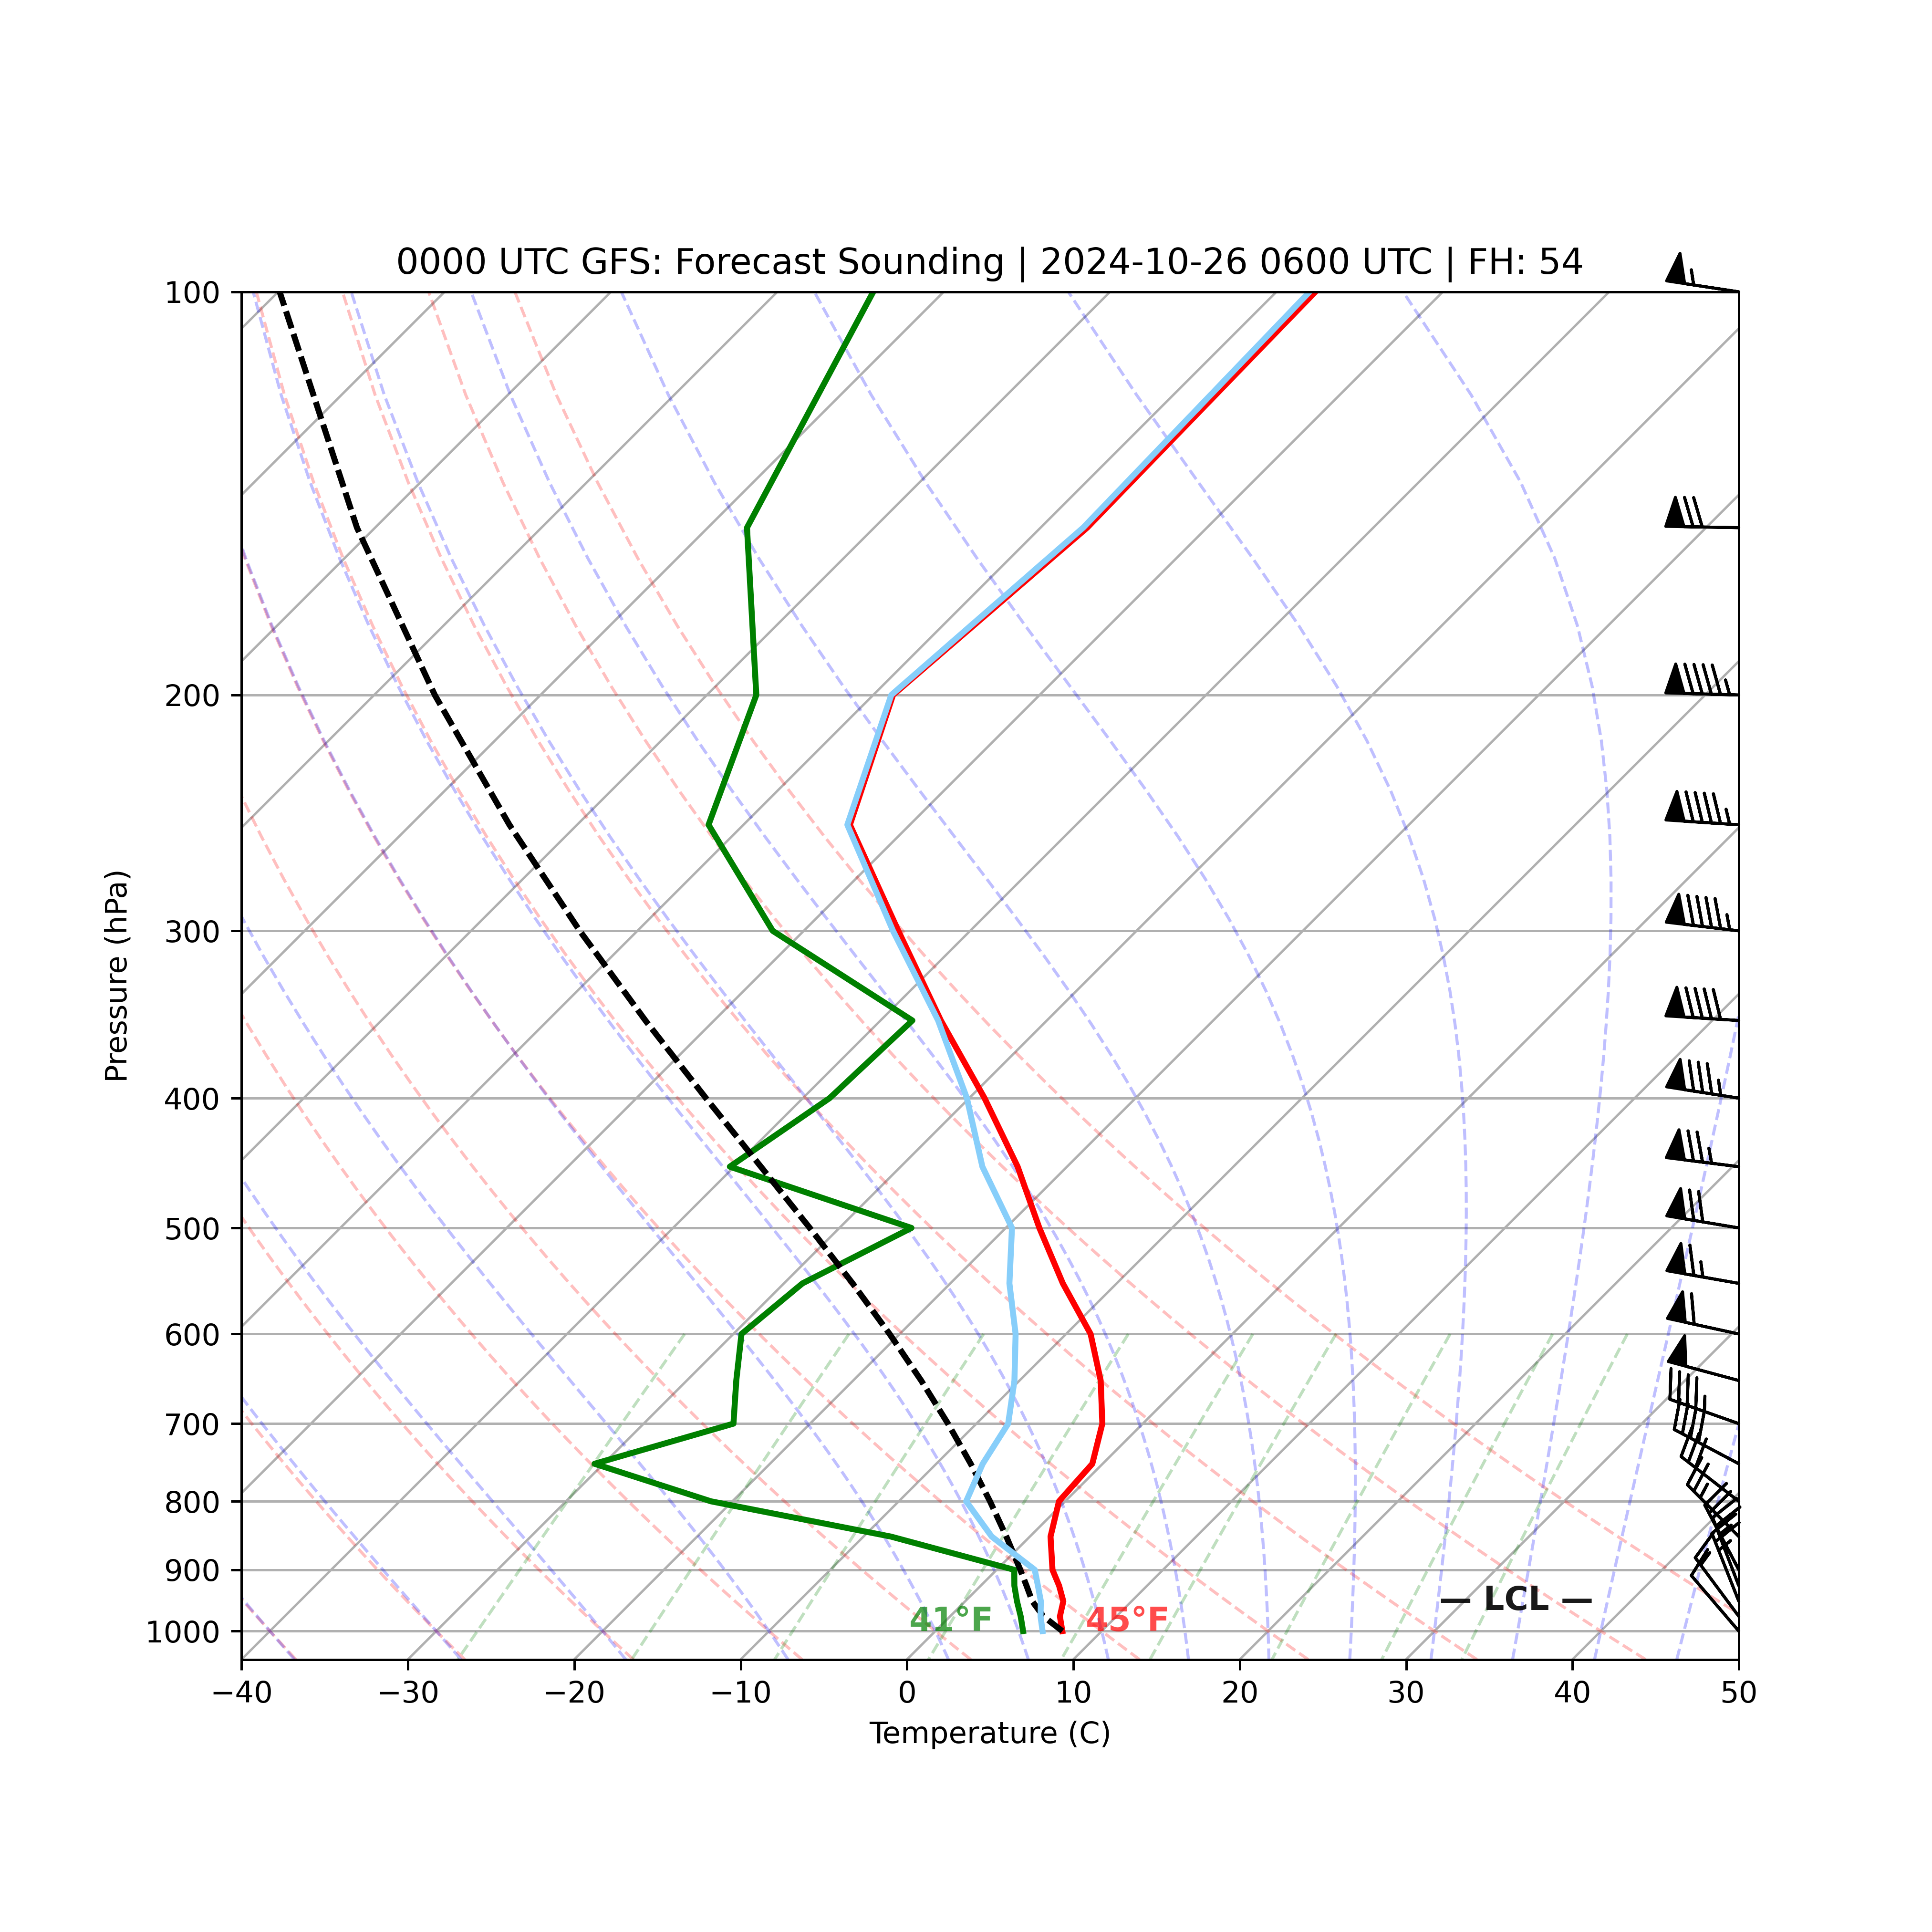 0000 UTC GFS: Forecast Sounding | 2024-10-26 0600 UTC | FH: 54
100
200
300
400
500
600
700
800
900
1000
Pressure (hPa)
41°F
45°F
— LCL —
−40 −30 −20 −10 0 10 20 30 40 50
Temperature (C)